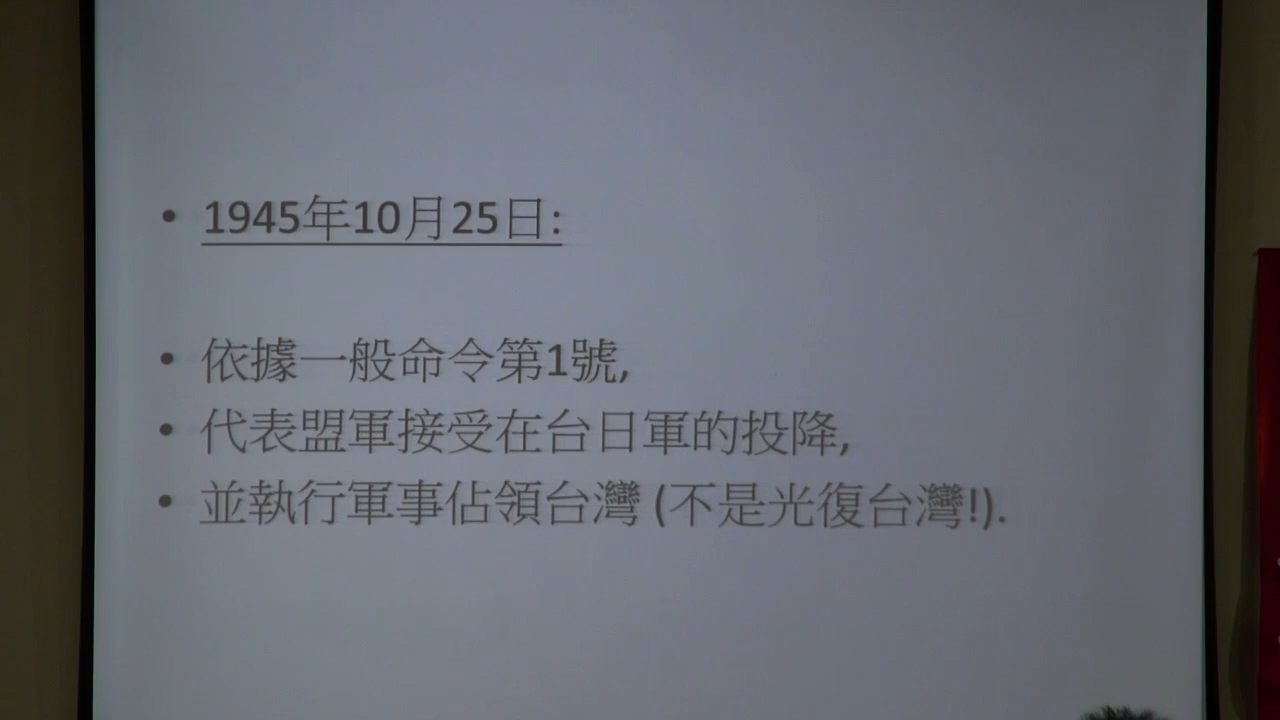 • 1945年10月25日:
• 依據一般命令第1號,
• 代表盟軍接受在台日軍的投降,
• 並執行軍事佔領台灣 (不是光復台灣!).